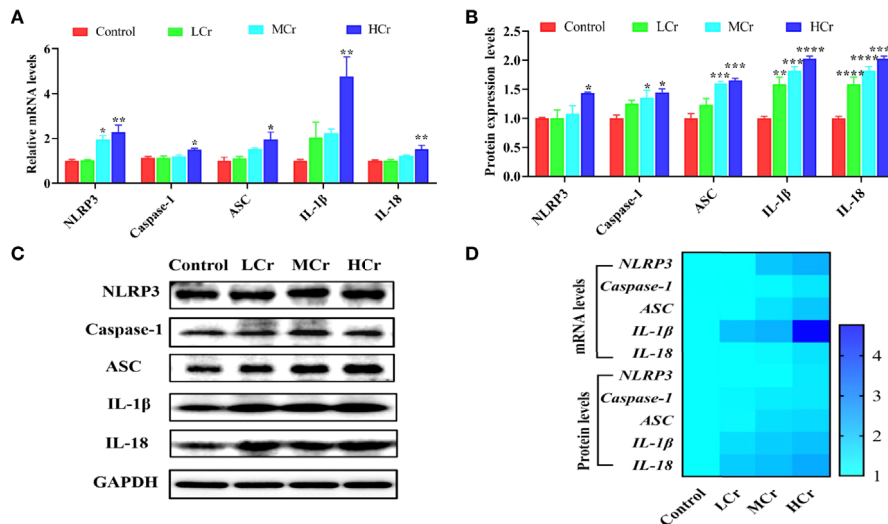 A
Control LCr MCr HCr
Relative mRNA levels
6
4
2
0
* ** * * ** **
NLRP3 Caspase-1 ASC IL-1β IL-18
B
Control LCr MCr HCr
Protein expression levels
2.5
2.0
1.5
1.0
0.5
0.0
* * * *** *** ** *** **** **** **** ***
NLRP3 Caspase-1 ASC IL-1β IL-18
C
Control LCr MCr HCr
NLRP3
Caspase-1
ASC
IL-1β
IL-18
GAPDH
D
mRNA levels
NLRP3
Caspase-1
ASC
IL-1β
IL-18
Protein levels
NLRP3
Caspase-1
ASC
IL-1β
IL-18
Control LCr MCr HCr
4
3
2
1